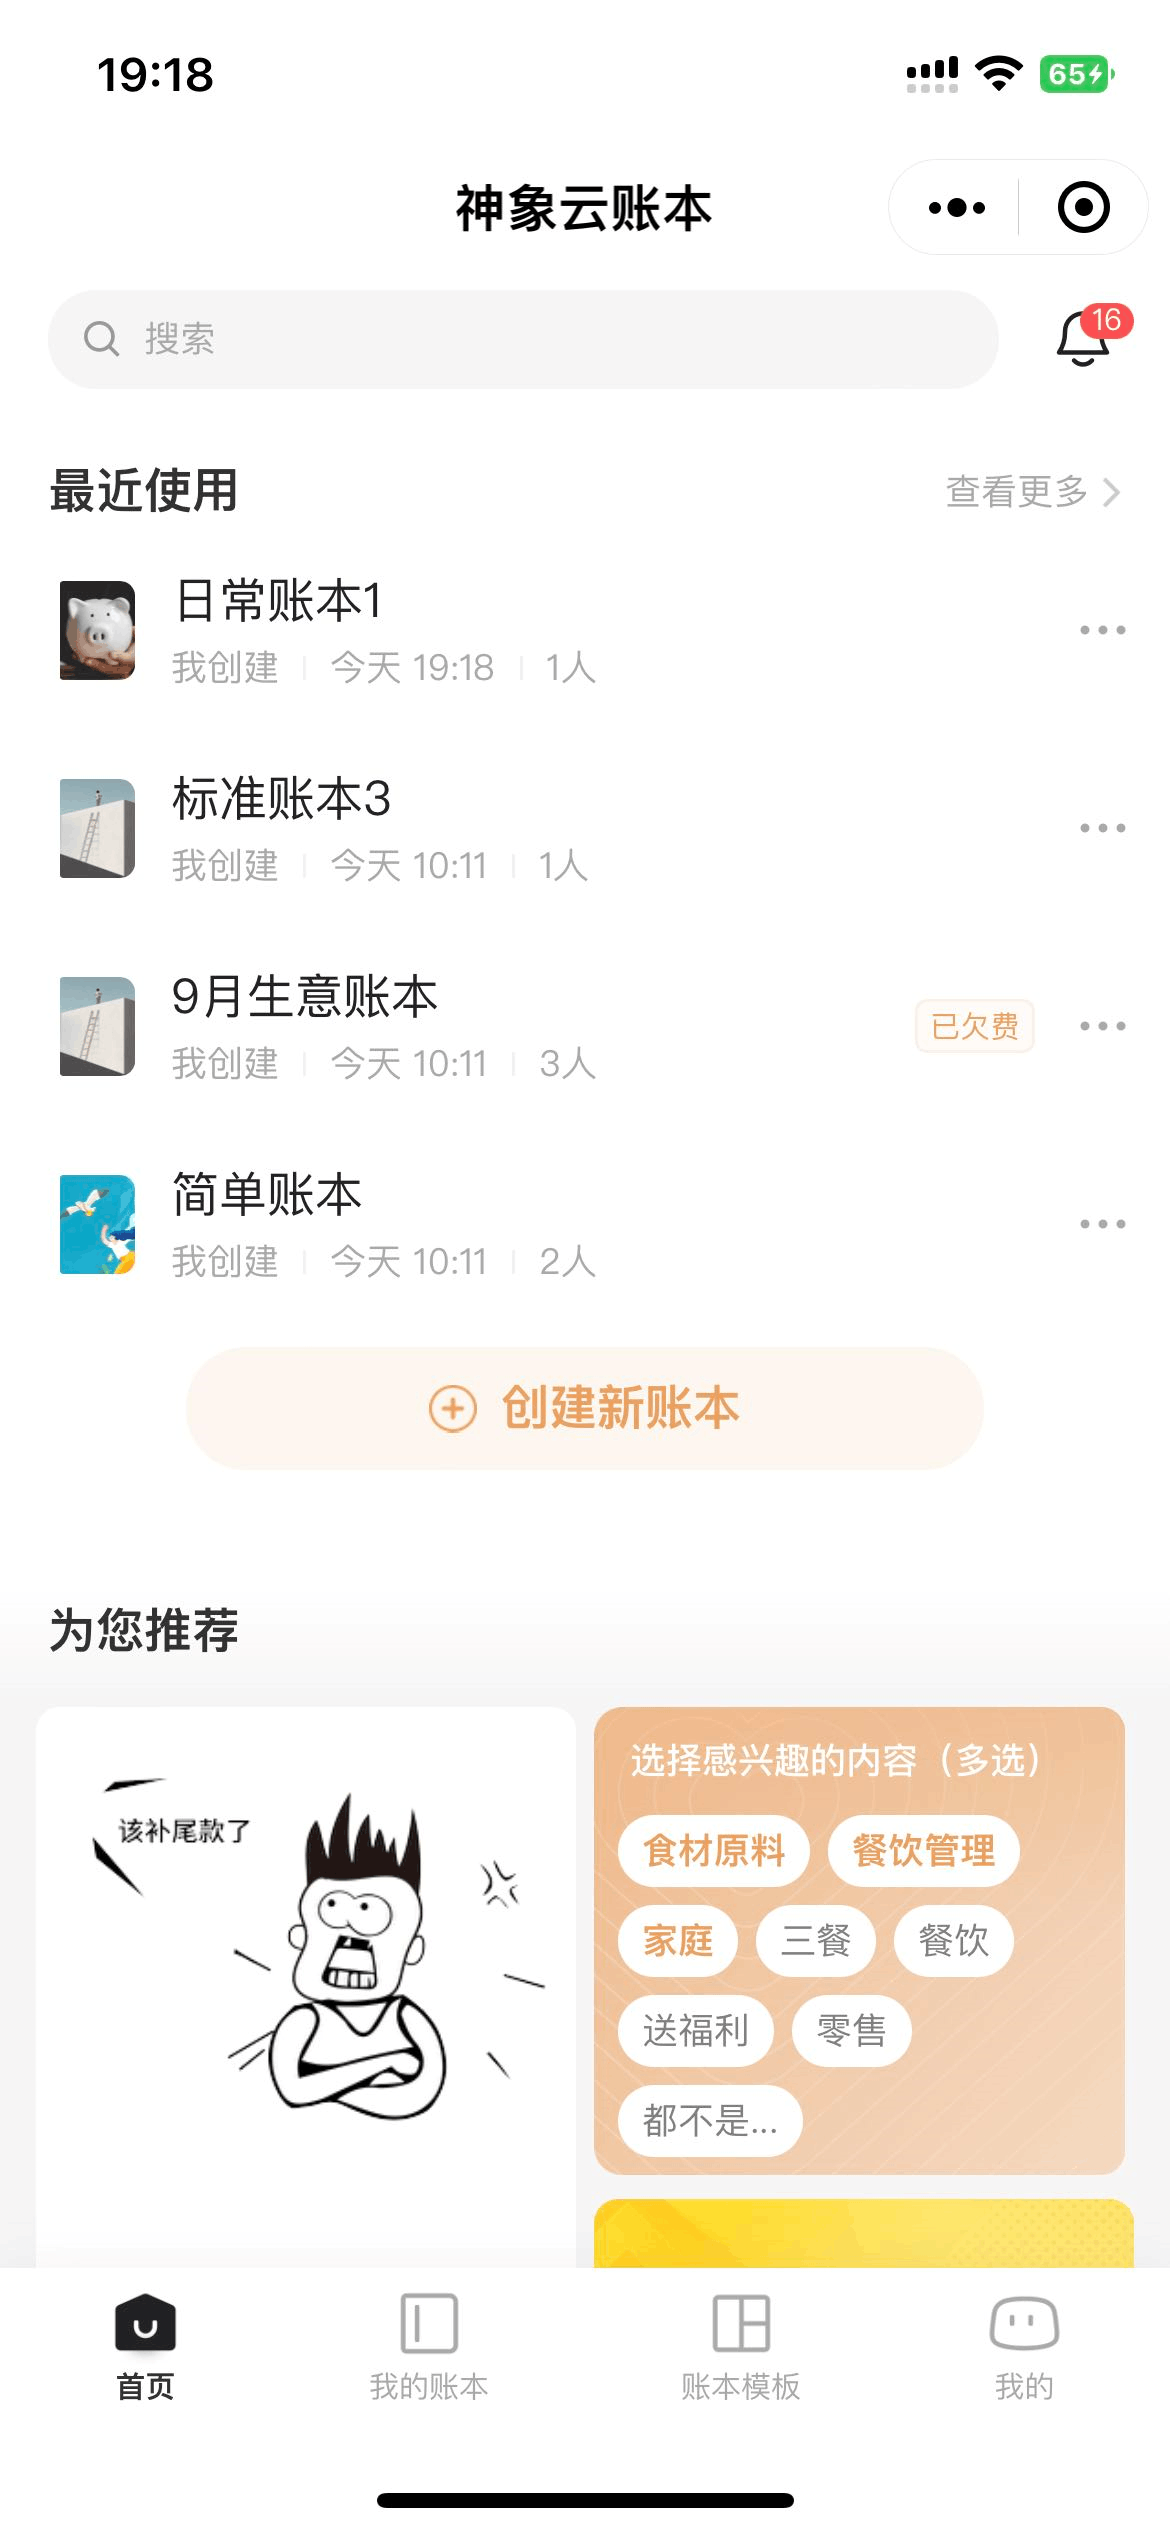 19:18
65
神象云账本
搜索
16
最近使用
查看更多
日常账本1
我创建 今天 19:18 1人
标准账本3
我创建 今天 10:11 1人
9月生意账本
已欠费
我创建 今天 10:11 3人
简单账本
我创建 今天 10:11 2人
创建新账本
为您推荐
该补尾款了
选择感兴趣的内容（多选）
食材原料 餐饮管理
家庭 三餐 餐饮
送福利 零售
都不是...
首页 我的账本 账本模板 我的